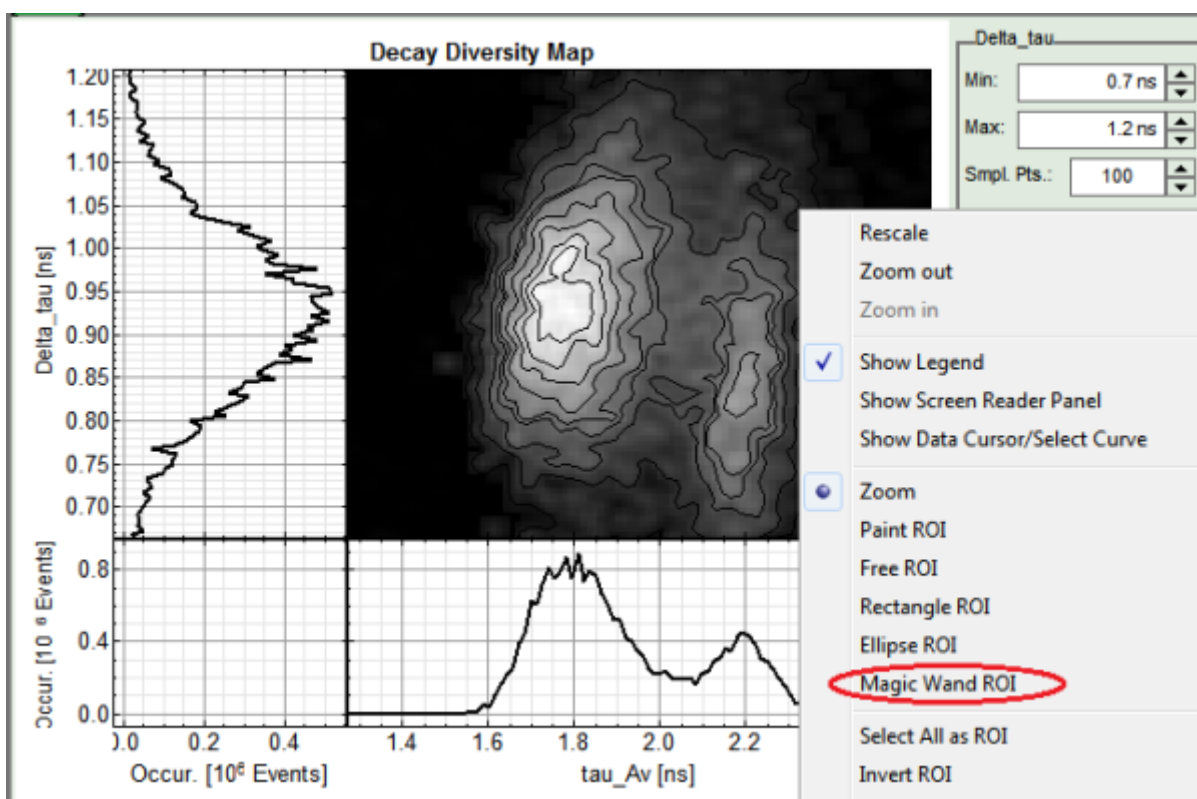 Decay Diversity Map
1.20
1.15
1.10
1.05
1.00
0.95
0.90
0.85
0.80
0.75
0.70
Delta_tau [ns]
0.8
0.4
0.0
Occur. [10 6 Events]
0.0 0.2 0.4
Occur. [10⁶ Events]
1.4 1.6 1.8 2.0 2.2
tau_Av [ns]
Delta_tau
Min: 0.7 ns
Max: 1.2 ns
Smpl. Pts.: 100
Rescale
Zoom out
Zoom in
Show Legend
Show Screen Reader Panel
Show Data Cursor/Select Curve
Zoom
Paint ROI
Free ROI
Rectangle ROI
Ellipse ROI
Magic Wand ROI
Select All as ROI
Invert ROI